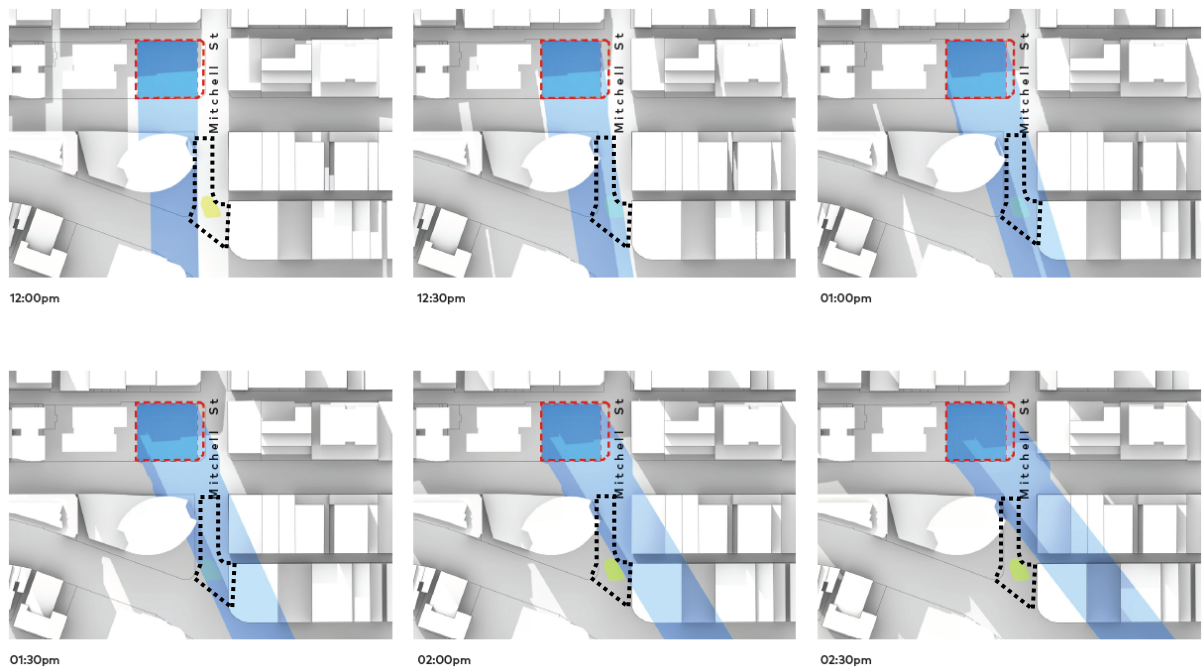 Mitchell St
Mitchell St
Mitchell St
12:00pm
12:30pm
01:00pm
Mitchell St
Mitchell St
Mitchell St
01:30pm
02:00pm
02:30pm